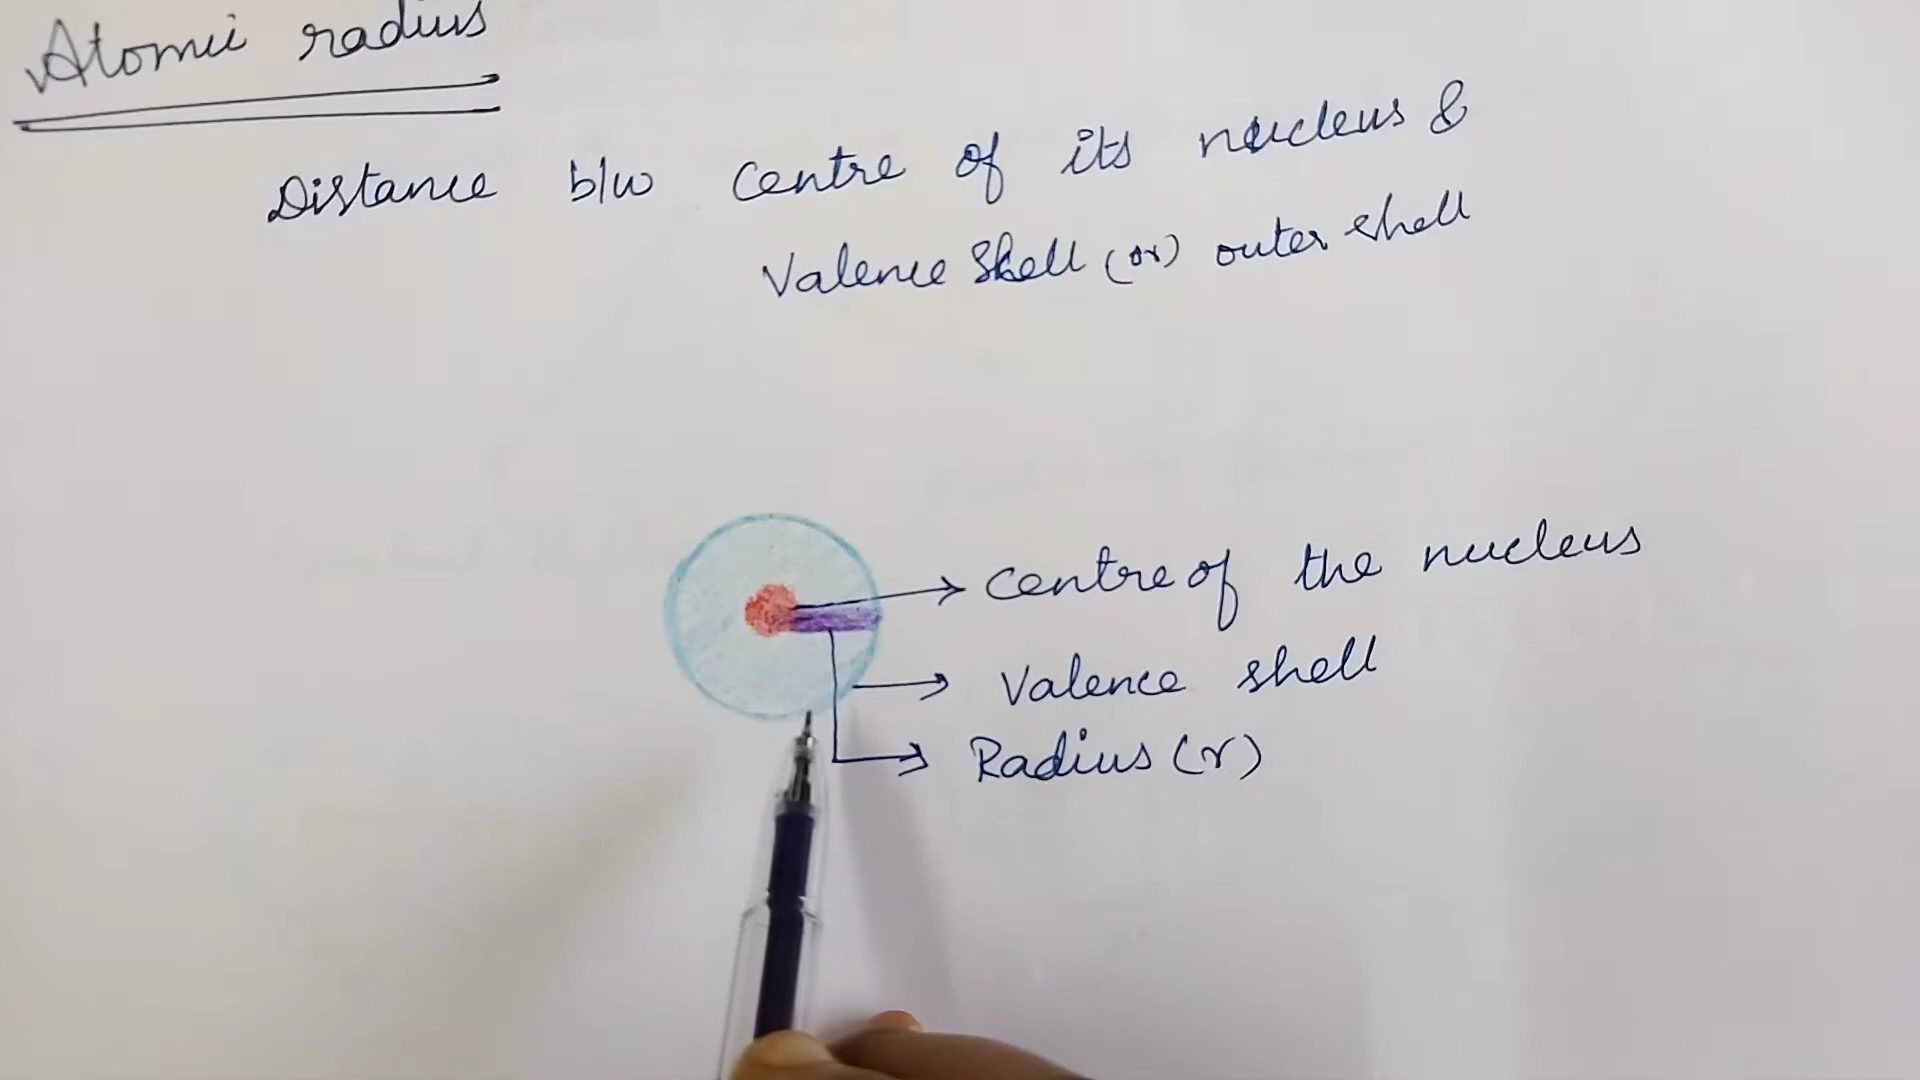 Atomic radius
Distance b/w centre of its nucleus &
Valence shell (or) outer shell
Centre of the nucleus
Valence shell
Radius (r)